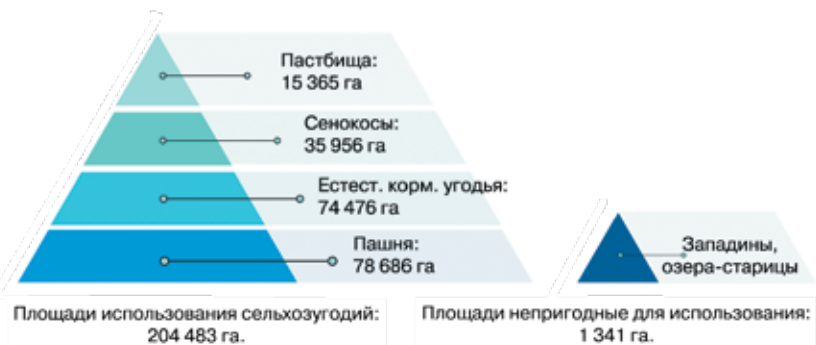 Пастбища:
15 365 га
Сенокосы:
35 956 га
Естест. корм. угодья:
74 476 га
Пашня:
78 686 га
Западины,
озера-старицы
Площади использования сельхозугодий:
204 483 га.
Площади непригодные для использования:
1 341 га.